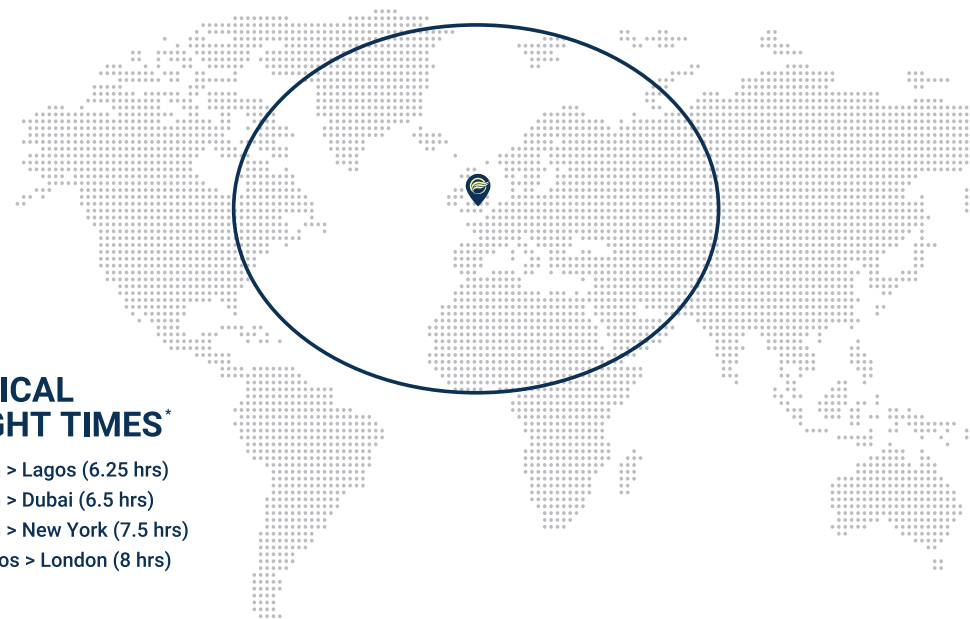 ICAL
GHT TIMES*
> Lagos (6.25 hrs)
> Dubai (6.5 hrs)
> New York (7.5 hrs)
os > London (8 hrs)